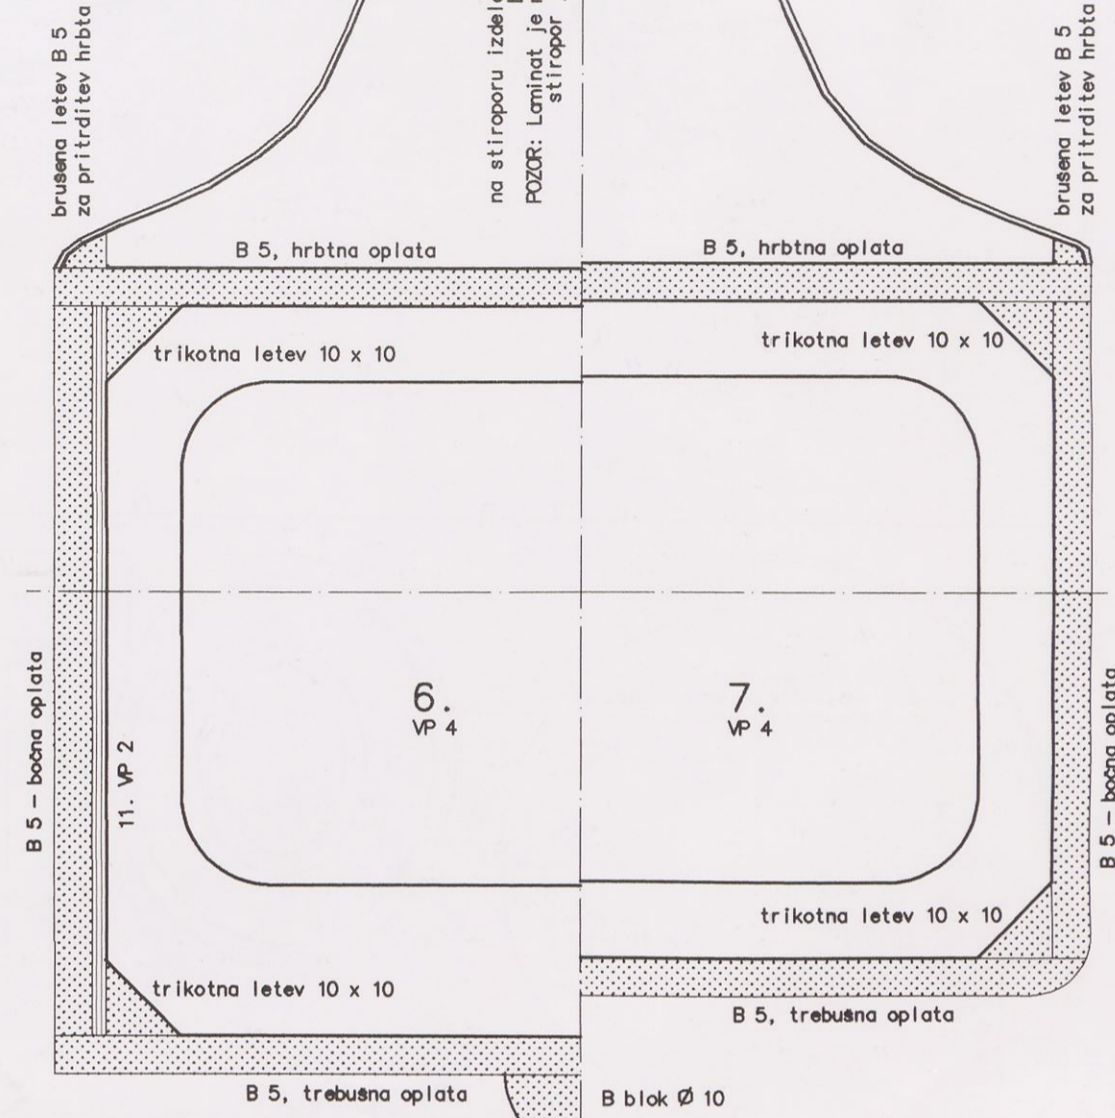 brušena letev B 5
za pritrditev hrbta
na stiroporu izdel
POZOR: Laminat je
stiropor
brušena letev B 5
za pritrditev hrbta
B 5, hrbtna oplata
B 5, hrbtna oplata
trikotna letev 10 x 10
trikotna letev 10 x 10
6.
VP 4
7.
VP 4
B 5 – bočna oplata
11. VP 2
B 5 – bočna oplata
trikotna letev 10 x 10
trikotna letev 10 x 10
B 5, trebušna oplata
B 5, trebušna oplata
B blok Ø 10